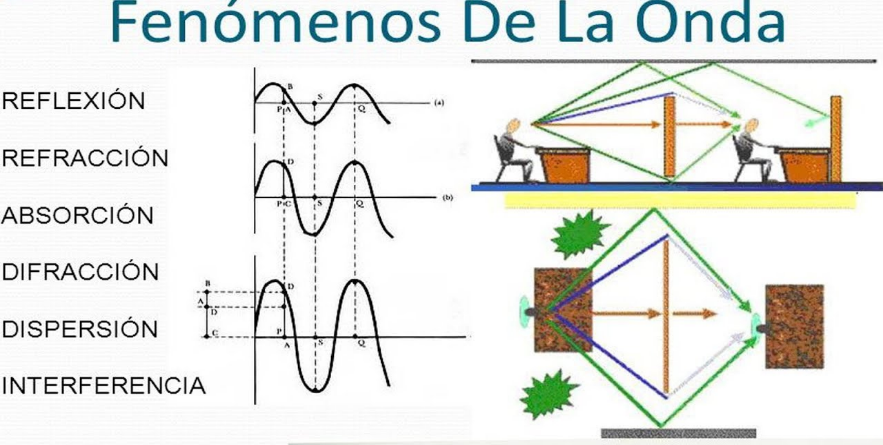 Fenómenos De La Onda
REFLEXIÓN
REFRACCIÓN
ABSORCIÓN
DIFRACCIÓN
DISPERSIÓN
INTERFERENCIA
B
S
P A
Q
(a)
D
P C
S
Q
(b)
B
A
D
C
D
P
A
S
Q